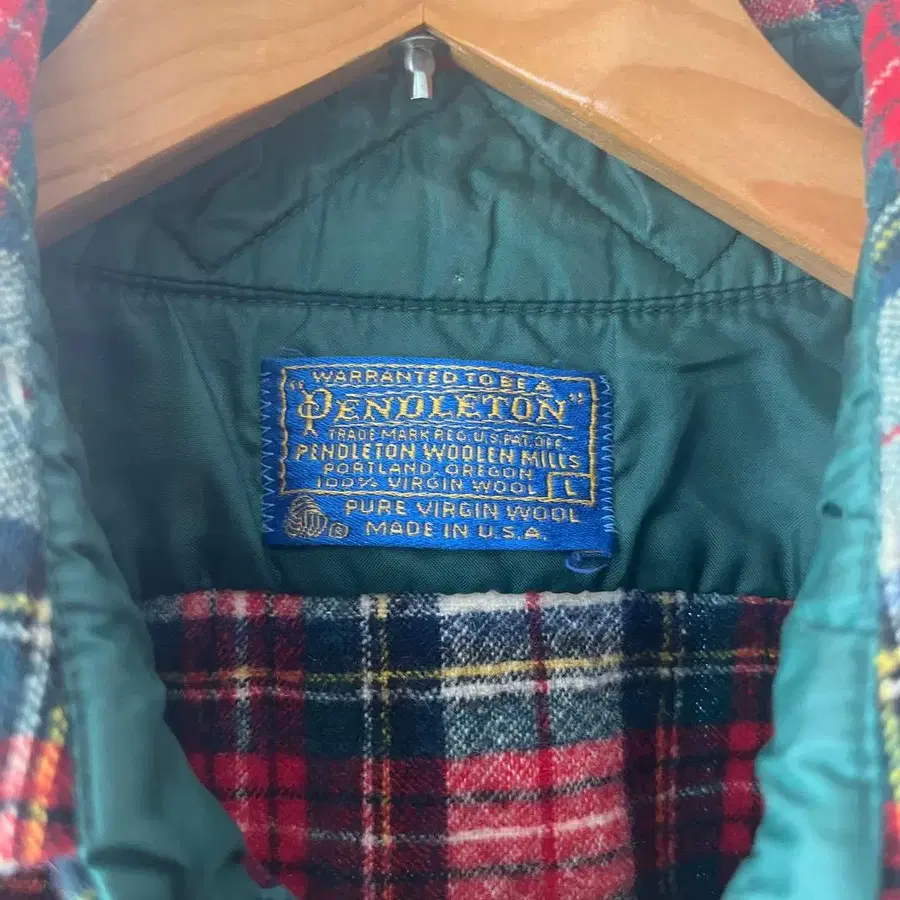 WARRANTED TO BE A
"PENDLETON"
TRADE MARK REG. U.S. PAT. OFF.
PENDLETON WOOLEN MILLS
PORTLAND, OREGON
100% VIRGIN WOOL L
PURE VIRGIN WOOL
MADE IN U.S.A.